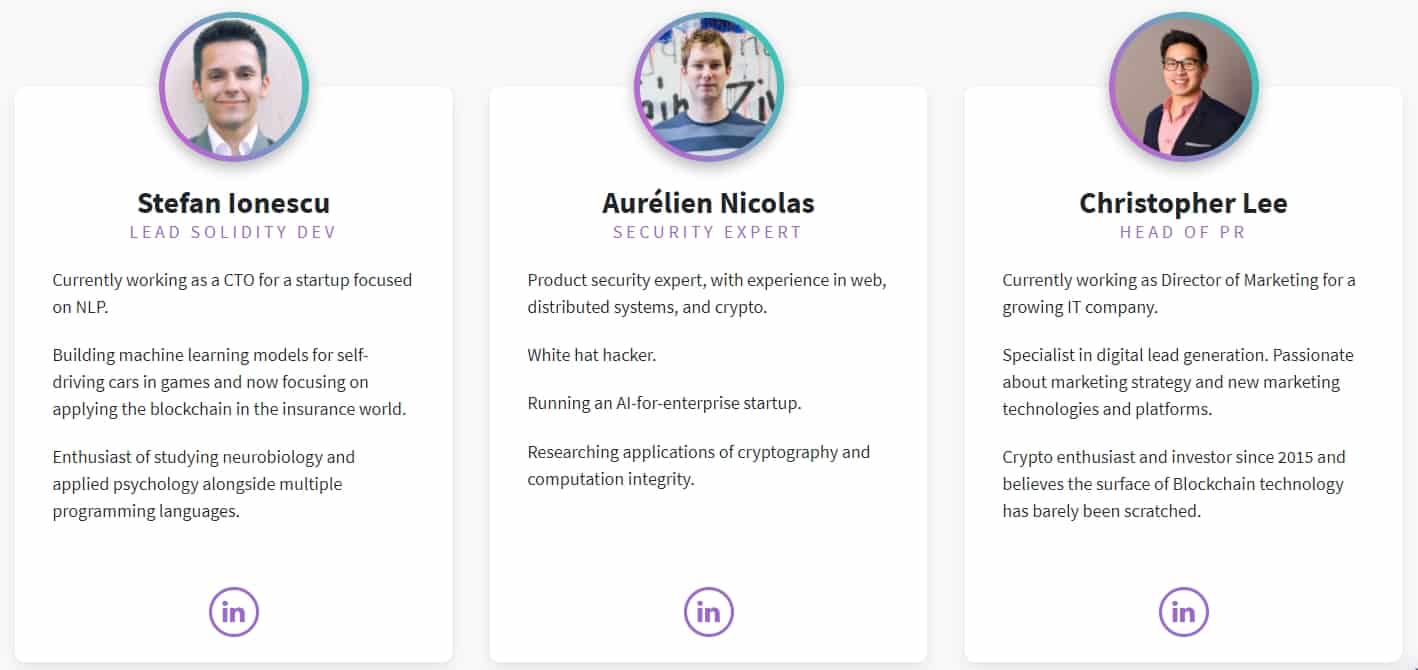 Stefan Ionescu
LEAD SOLIDITY DEV
Currently working as a CTO for a startup focused
on NLP.
Building machine learning models for self-
driving cars in games and now focusing on
applying the blockchain in the insurance world.
Enthusiast of studying neurobiology and
applied psychology alongside multiple
programming languages.
in
Aurélien Nicolas
SECURITY EXPERT
Product security expert, with experience in web,
distributed systems, and crypto.
White hat hacker.
Running an AI-for-enterprise startup.
Researching applications of cryptography and
computation integrity.
in
Christopher Lee
HEAD OF PR
Currently working as Director of Marketing for a
growing IT company.
Specialist in digital lead generation. Passionate
about marketing strategy and new marketing
technologies and platforms.
Crypto enthusiast and investor since 2015 and
believes the surface of Blockchain technology
has barely been scratched.
in